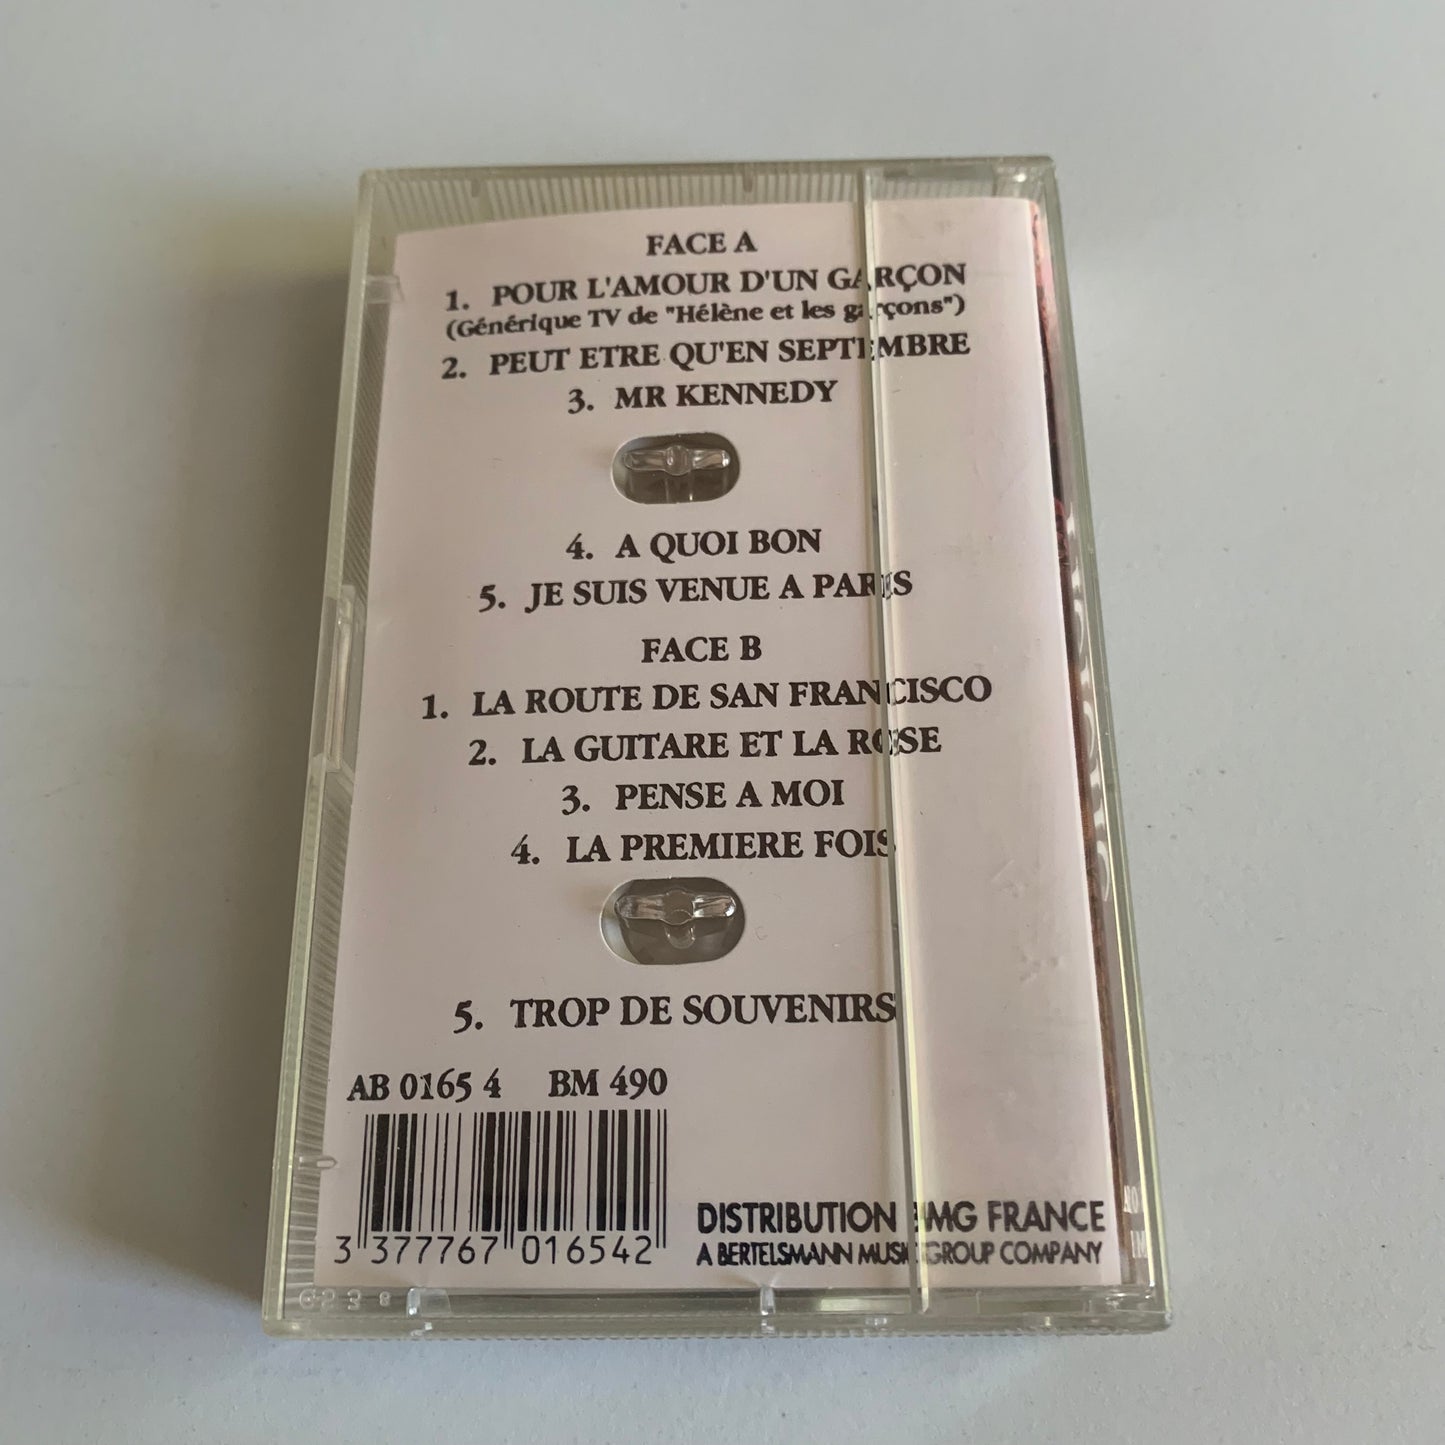 FACE A
1. POUR L'AMOUR D'UN GARÇON
(Générique TV de "Hélène et les garçons")
2. PEUT ETRE QU'EN SEPTEMBRE
3. MR KENNEDY
4. A QUOI BON
5. JE SUIS VENUE A PARIS
FACE B
1. LA ROUTE DE SAN FRANCISCO
2. LA GUITARE ET LA ROSE
3. PENSE A MOI
4. LA PREMIERE FOIS
5. TROP DE SOUVENIRS
AB 0165 4 BM 490
3 377767 016542
DISTRIBUTION BMG FRANCE
A BERTELSMANN MUSIC GROUP COMPANY